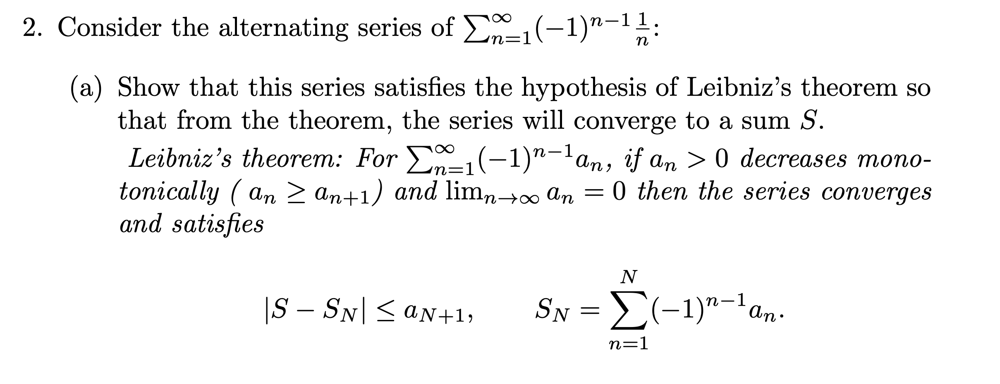 2. Consider the alternating series of $\sum_{n=1}^{\infty}(-1)^{n-1}\frac{1}{n}$:
(a) Show that this series satisfies the hypothesis of Leibniz's theorem so
that from the theorem, the series will converge to a sum $S$.
Leibniz's theorem: For $\sum_{n=1}^{\infty}(-1)^{n-1}a_n$, if $a_n > 0$ decreases mono-
tonically ( $a_n \geq a_{n+1}$) and $\lim_{n\to\infty} a_n = 0$ then the series converges
and satisfies
$|S - S_N| \leq a_{N+1}, \qquad S_N = \sum_{n=1}^{N}(-1)^{n-1}a_n.$